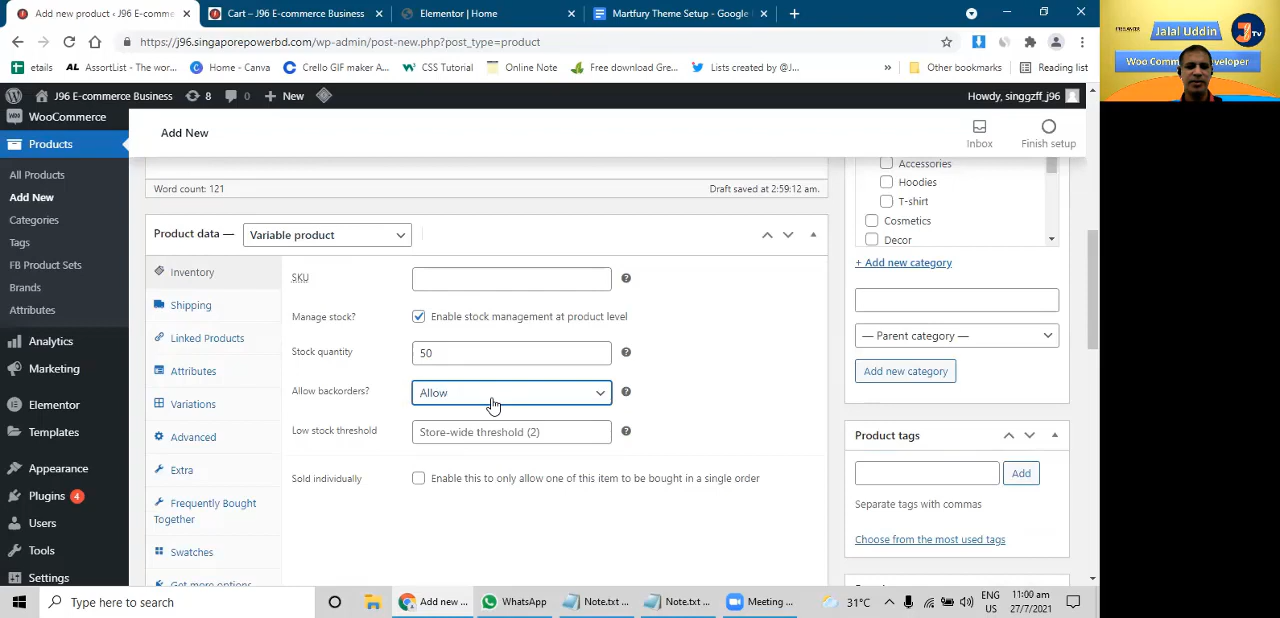 Add new product ‹ J96 E-comme
Cart – J96 E-commerce Business
Elementor | Home
Martfury Theme Setup - Google
https://j96.singaporepowerbd.com/wp-admin/post-new.php?post_type=product
etails
AssortList - The wor...
Home - Canva
Crello GIF maker A...
CSS Tutorial
Online Note
Free download Gre...
Lists created by @J...
»
Other bookmarks
Reading list
J96 E-commerce Business
8
0
New
Howdy, singgzff_j96
WooCommerce
Products
All Products
Add New
Categories
Tags
FB Product Sets
Brands
Attributes
Analytics
Marketing
Elementor
Templates
Appearance
Plugins 4
Users
Tools
Settings
Add New
Inbox
Finish setup
Word count: 121
Draft saved at 2:59:12 am.
Product data —
Variable product
Inventory
Shipping
Linked Products
Attributes
Variations
Advanced
Extra
Frequently Bought
Together
Swatches
Get more options
SKU
Manage stock?
Enable stock management at product level
Stock quantity
50
Allow backorders?
Allow
Low stock threshold
Store-wide threshold (2)
Sold individually
Enable this to only allow one of this item to be bought in a single order
Accessories
Hoodies
T-shirt
Cosmetics
Decor
+ Add new category
— Parent category —
Add new category
Product tags
Add
Separate tags with commas
Choose from the most used tags
Type here to search
Add new ...
WhatsApp
Note.txt ...
Note.txt ...
Meeting ...
31°C
ENG
US
11:00 am
27/7/2021
FREELANCER
Jalal Uddin
J TV
Woo Comm
Developer